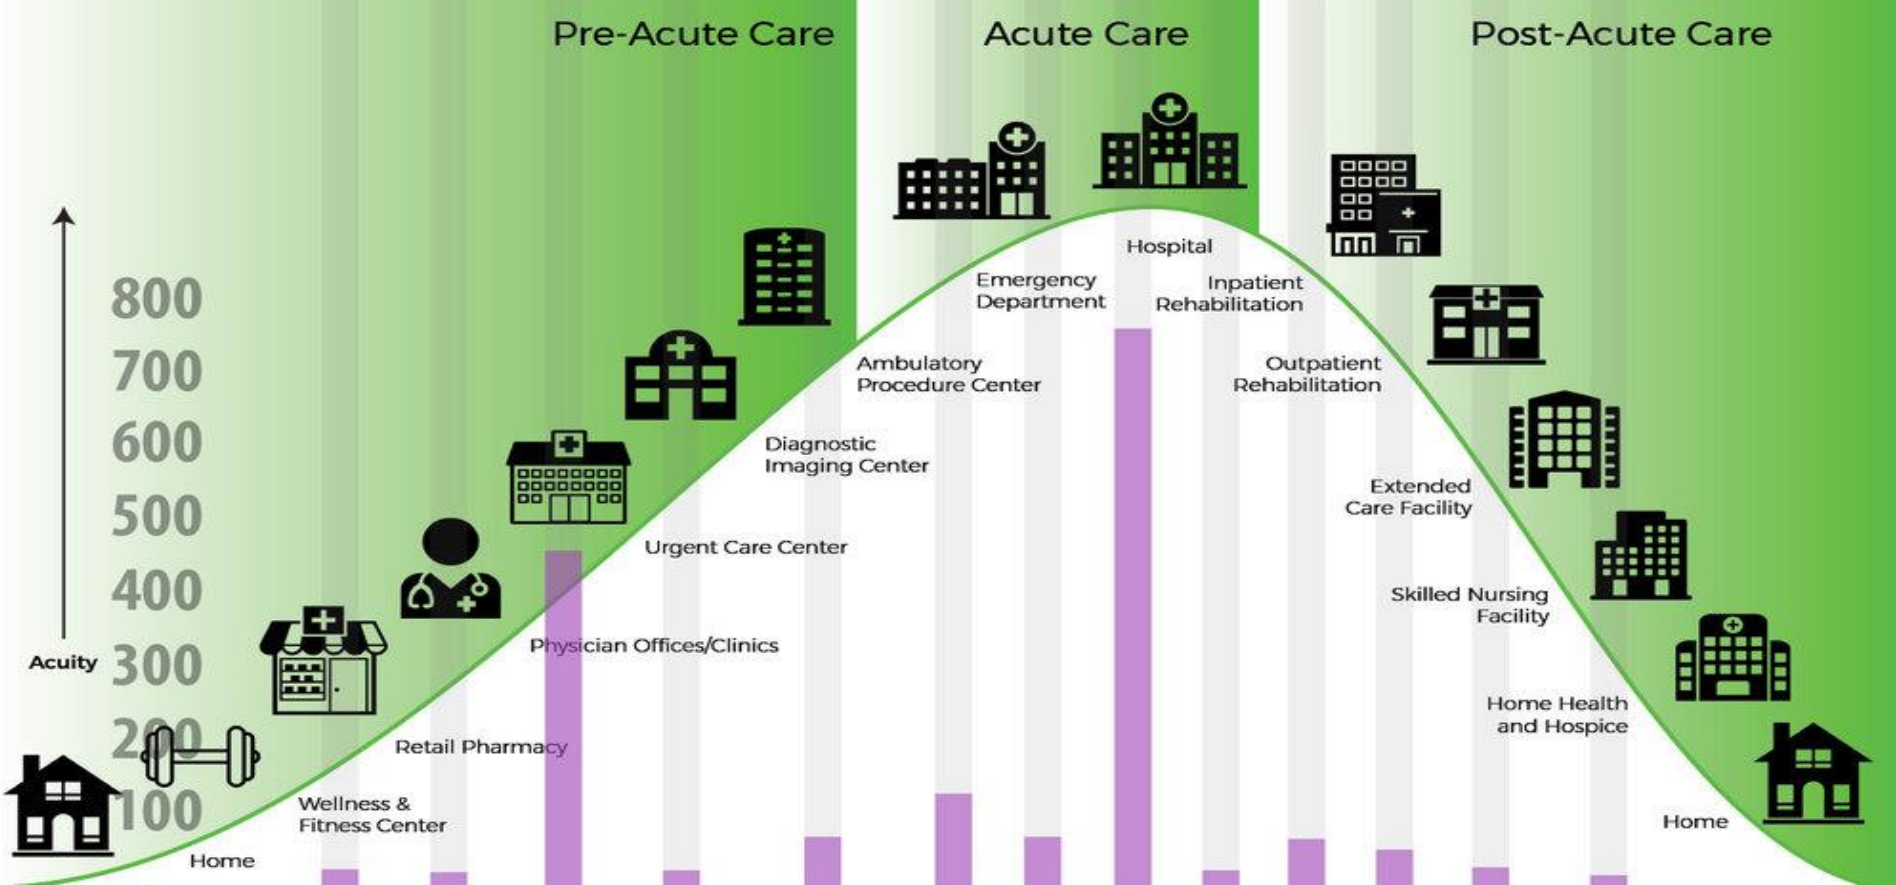 Pre-Acute Care
Acute Care
Post-Acute Care
800
700
600
500
400
300
200
100
Acuity
Home
Wellness &
Fitness Center
Retail Pharmacy
Physician Offices/Clinics
Urgent Care Center
Diagnostic
Imaging Center
Ambulatory
Procedure Center
Emergency
Department
Hospital
Inpatient
Rehabilitation
Outpatient
Rehabilitation
Extended
Care Facility
Skilled Nursing
Facility
Home Health
and Hospice
Home